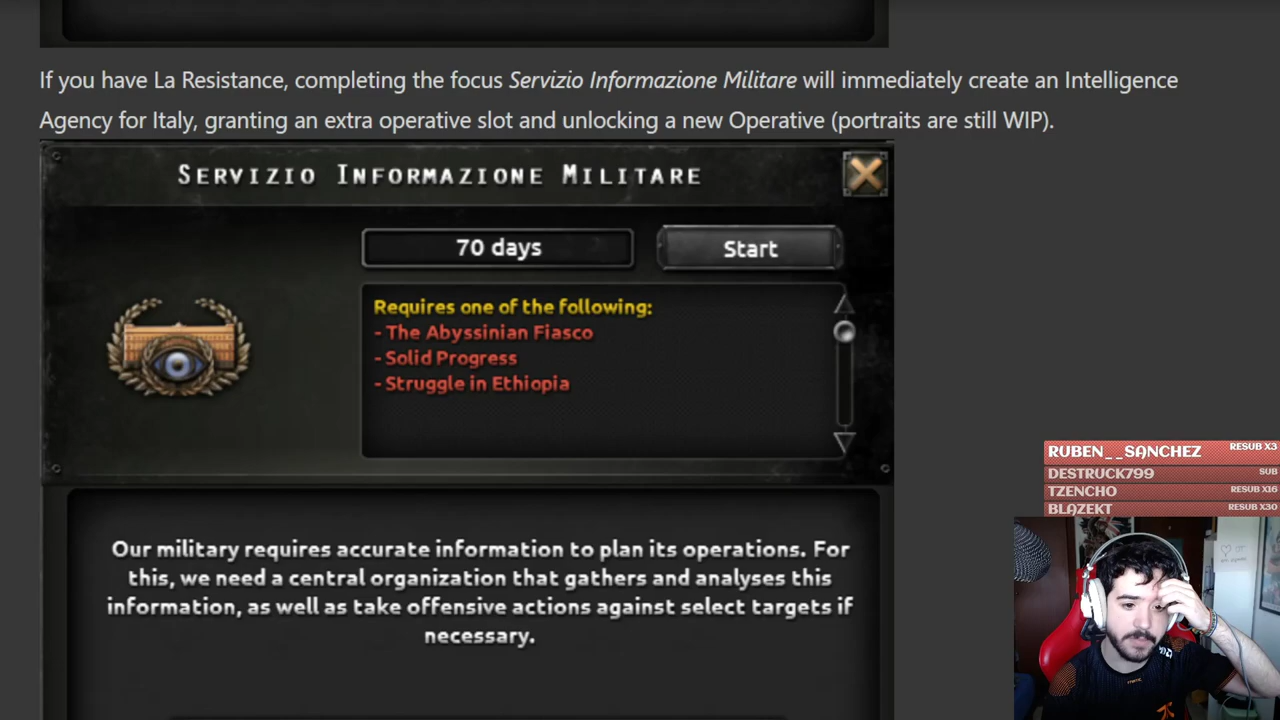 If you have La Resistance, completing the focus Servizio Informazione Militare will immediately create an Intelligence
Agency for Italy, granting an extra operative slot and unlocking a new Operative (portraits are still WIP).
Servizio Informazione Militare
70 days
Start
Requires one of the following:
- The Abyssinian Fiasco
- Solid Progress
- Struggle in Ethiopia
Our military requires accurate information to plan its operations. For
this, we need a central organization that gathers and analyses this
information, as well as take offensive actions against select targets if
necessary.
RUBEN__SANCHEZ RESUB X3
DESTRUCK799 SUB
TZENCHO RESUB X16
BLAZEKT RESUB X30